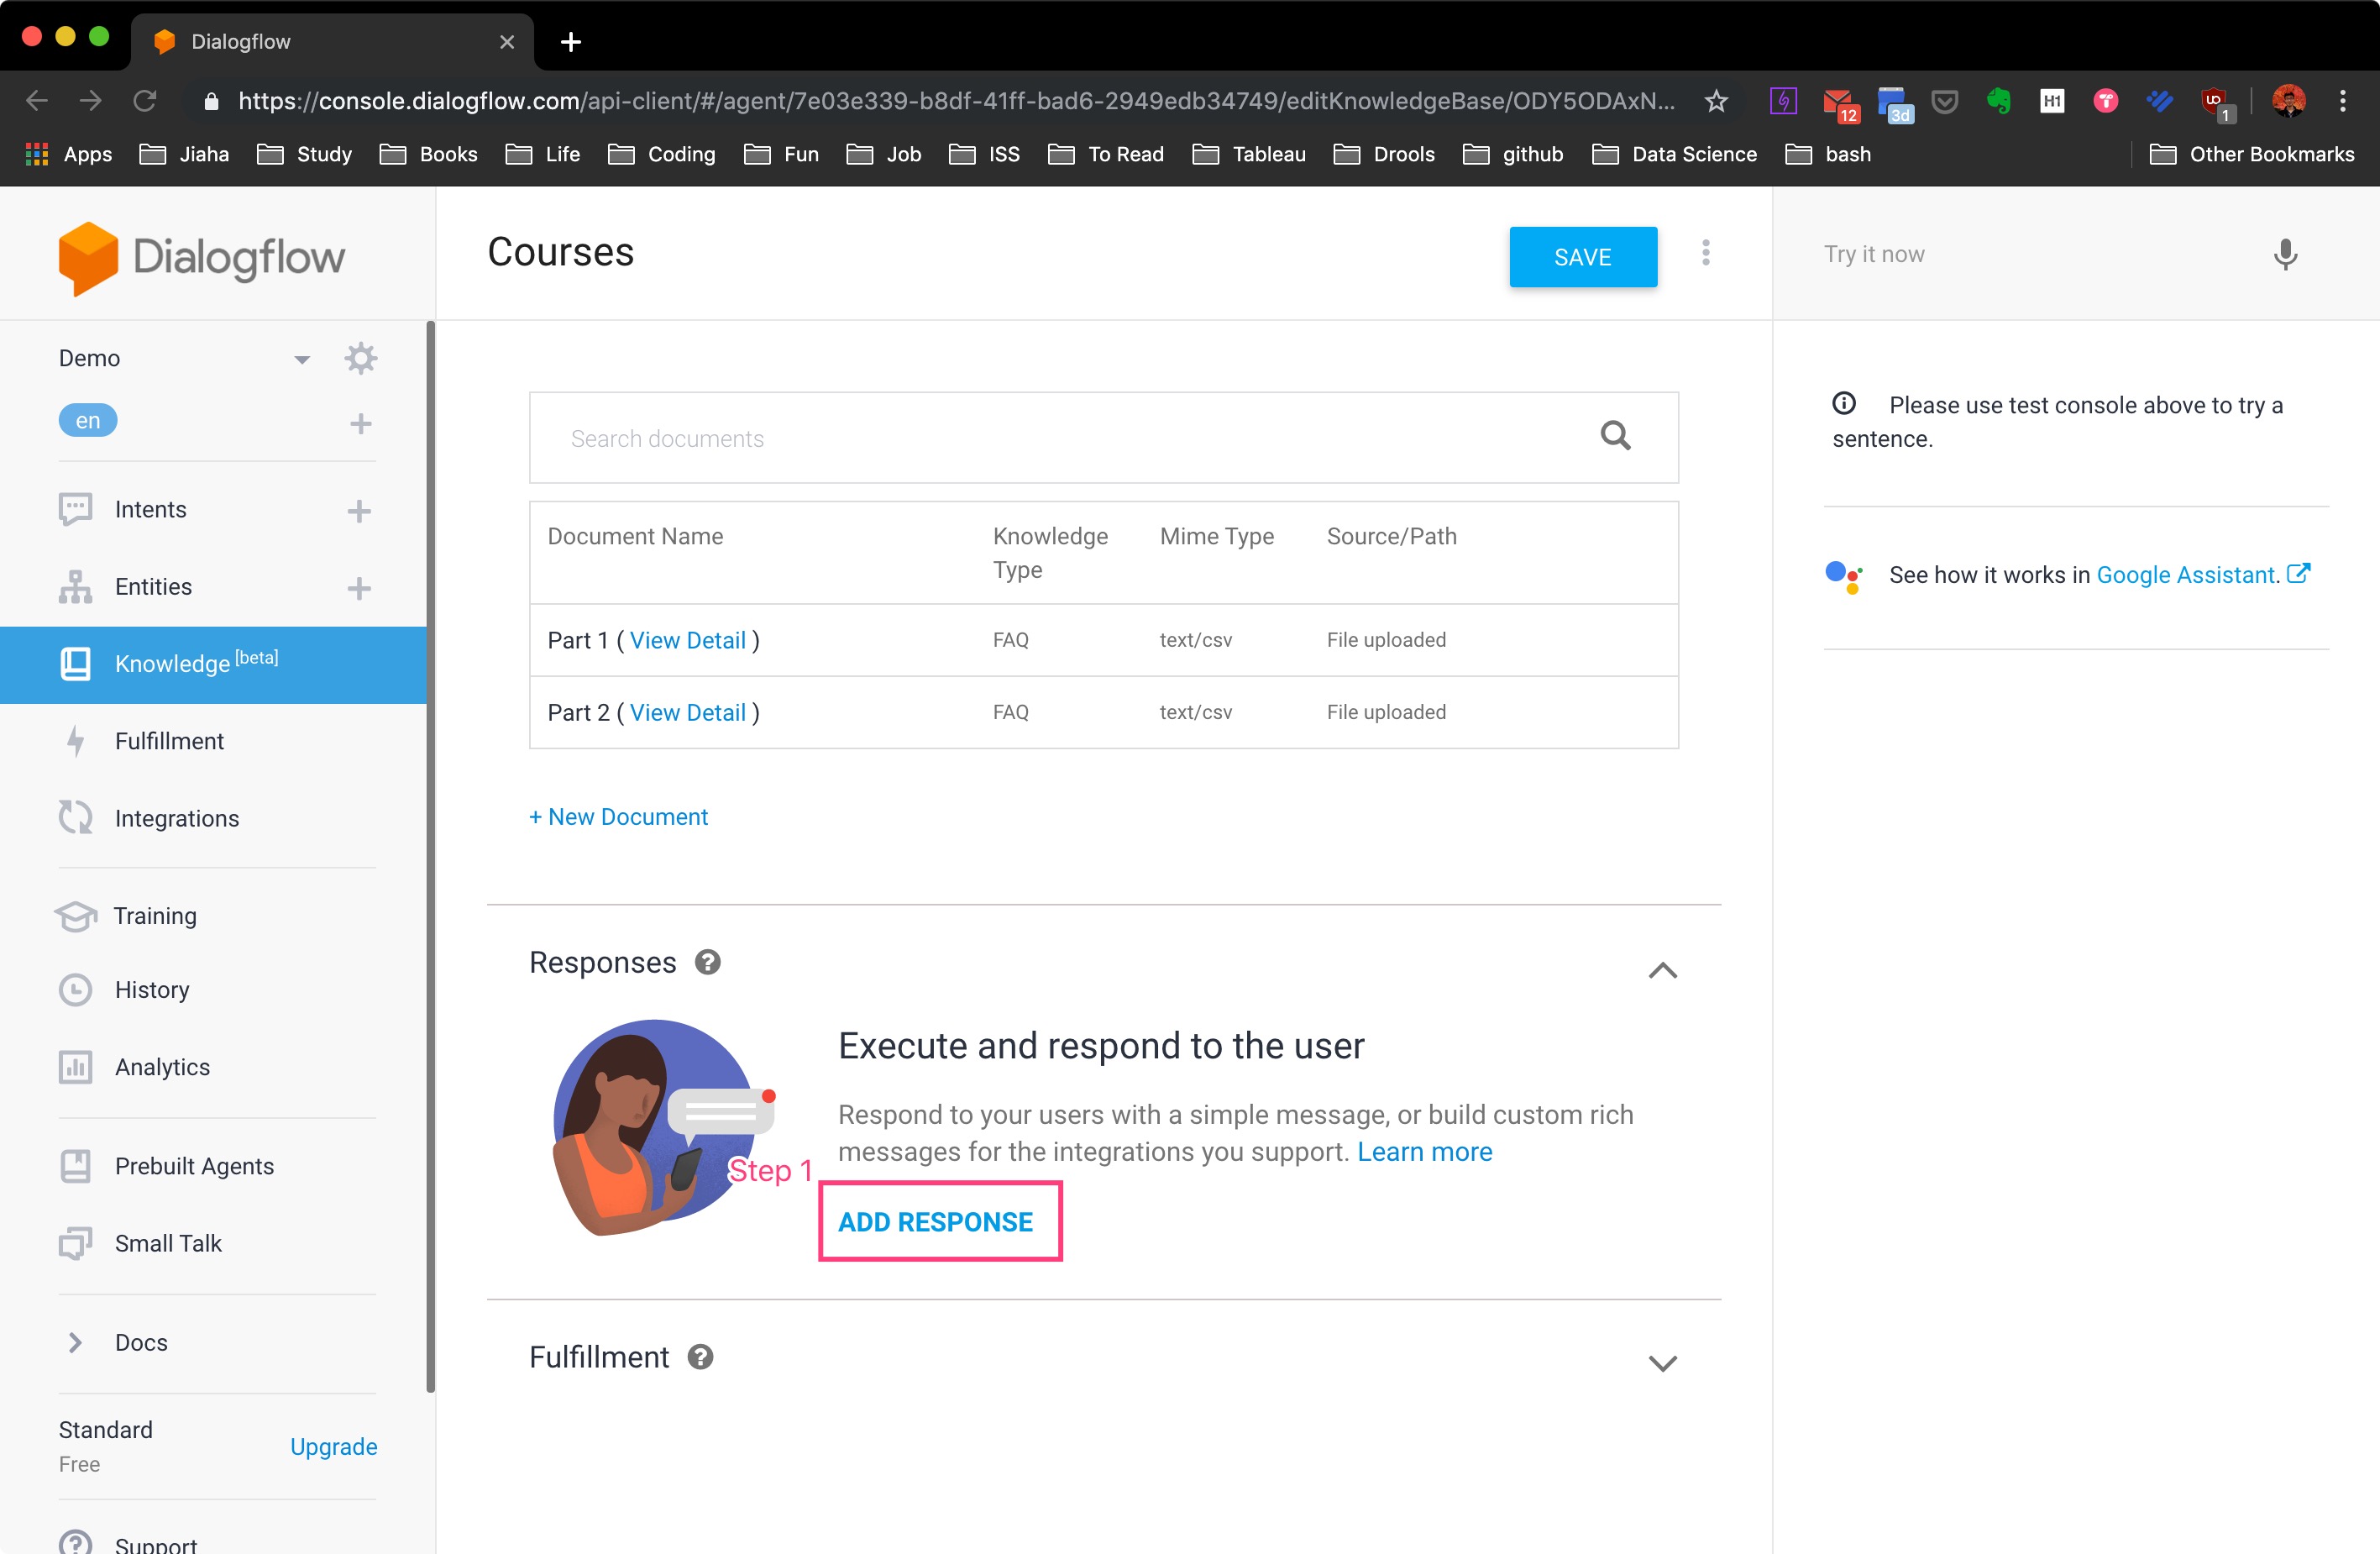 Dialogflow
https://console.dialogflow.com/api-client/#/agent/7e03e339-b8df-41ff-bad6-2949edb34749/editKnowledgeBase/ODY5ODAxN...
12
3d
H1
1
Apps
Jiaha
Study
Books
Life
Coding
Fun
Job
ISS
To Read
Tableau
Drools
github
Data Science
bash
Other Bookmarks
Dialogflow
Demo
en
Intents
Entities
Knowledge [beta]
Fulfillment
Integrations
Training
History
Analytics
Prebuilt Agents
Small Talk
Docs
Standard
Free
Upgrade
Support
Courses
SAVE
Search documents
Document Name Knowledge Type Mime Type Source/Path
Part 1 ( View Detail ) FAQ text/csv File uploaded
Part 2 ( View Detail ) FAQ text/csv File uploaded
+ New Document
Responses
Execute and respond to the user
Respond to your users with a simple message, or build custom rich
messages for the integrations you support. Learn more
Step 1
ADD RESPONSE
Fulfillment
Try it now
Please use test console above to try a
sentence.
See how it works in Google Assistant.